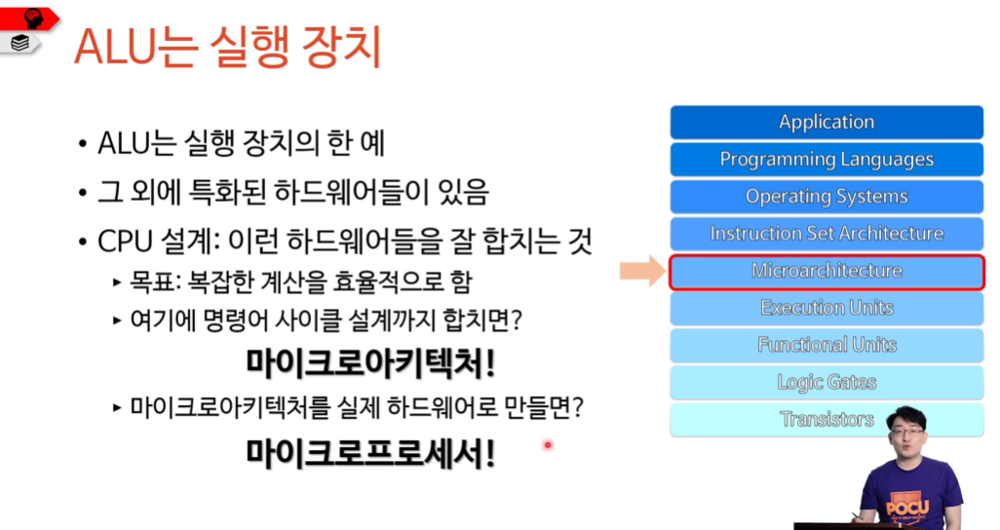 ALU는 실행 장치
• ALU는 실행 장치의 한 예
• 그 외에 특화된 하드웨어들이 있음
• CPU 설계: 이런 하드웨어들을 잘 합치는 것
▸ 목표: 복잡한 계산을 효율적으로 함
▸ 여기에 명령어 사이클 설계까지 합치면?
마이크로아키텍처!
▸ 마이크로아키텍처를 실제 하드웨어로 만들면?
마이크로프로세서!
Application
Programming Languages
Operating Systems
Instruction Set Architecture
Microarchitecture
Execution Units
Functional Units
Logic Gates
Transistors
POCU